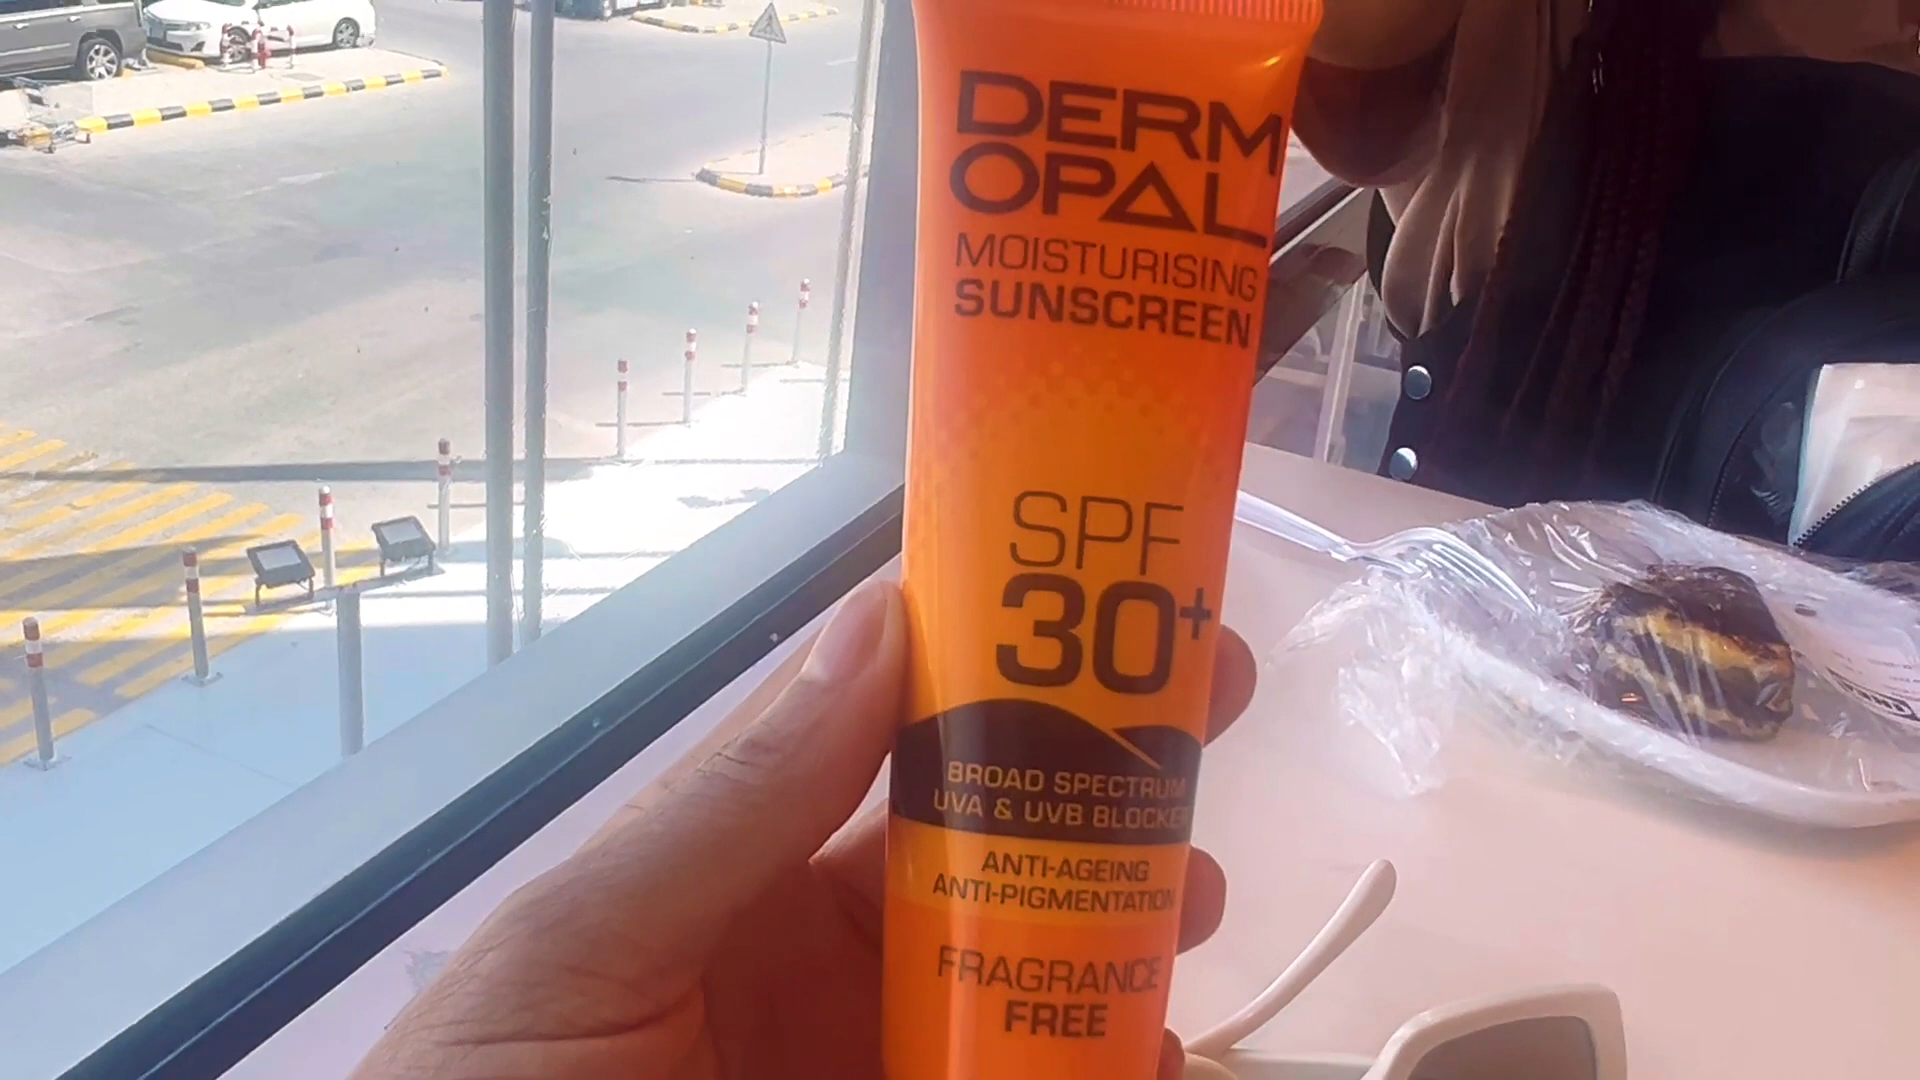 DERM
OPAL
MOISTURISING
SUNSCREEN
SPF
30+
BROAD SPECTRUM
UVA & UVB BLOCKER
ANTI-AGEING
ANTI-PIGMENTATION
FRAGRANCE
FREE